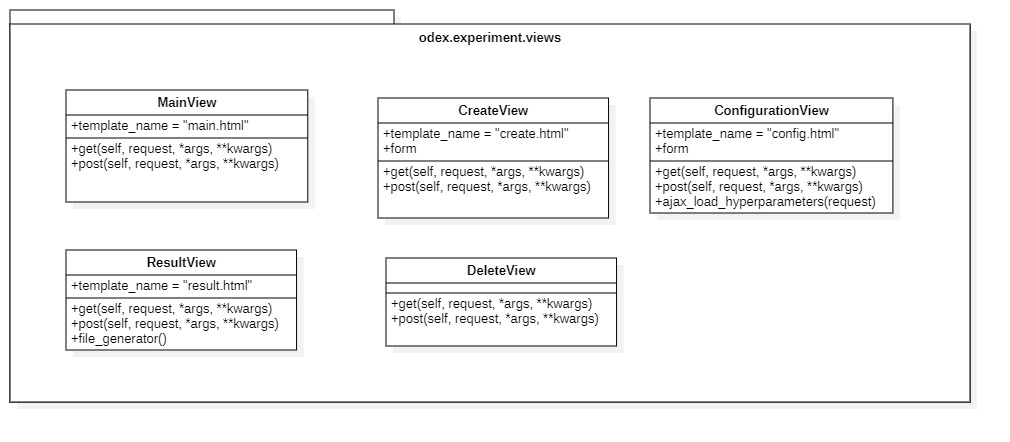 odex.experiment.views
MainView
+template_name = "main.html"
+get(self, request, *args, **kwargs)
+post(self, request, *args, **kwargs)
CreateView
+template_name = "create.html"
+form
+get(self, request, *args, **kwargs)
+post(self, request, *args, **kwargs)
ConfigurationView
+template_name = "config.html"
+form
+get(self, request, *args, **kwargs)
+post(self, request, *args, **kwargs)
+ajax_load_hyperparameters(request)
ResultView
+template_name = "result.html"
+get(self, request, *args, **kwargs)
+post(self, request, *args, **kwargs)
+file_generator()
DeleteView
+get(self, request, *args, **kwargs)
+post(self, request, *args, **kwargs)